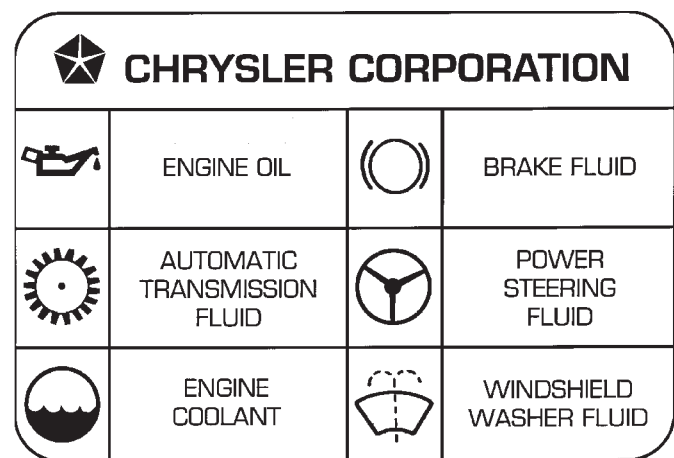 CHRYSLER CORPORATION
ENGINE OIL
BRAKE FLUID
AUTOMATIC
TRANSMISSION
FLUID
POWER
STEERING
FLUID
ENGINE
COOLANT
WINDSHIELD
WASHER FLUID